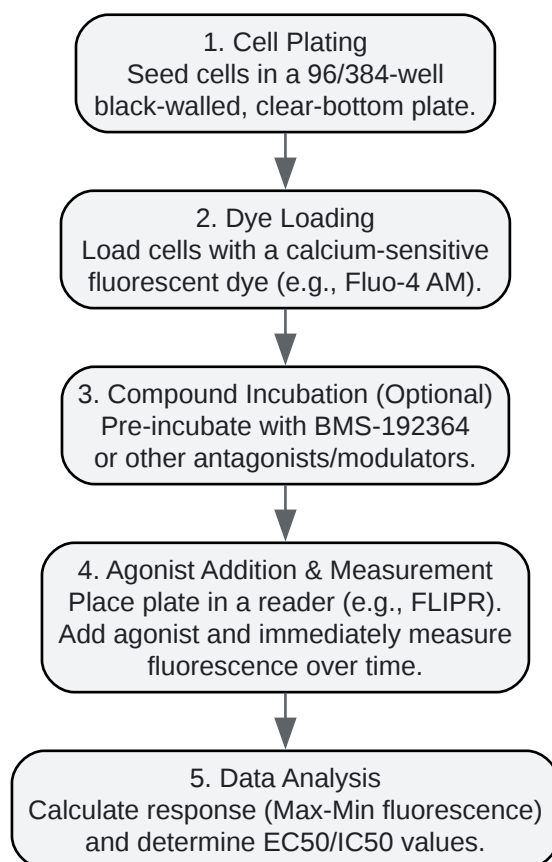 1. Cell Plating
Seed cells in a 96/384-well
black-walled, clear-bottom plate.
2. Dye Loading
Load cells with a calcium-sensitive
fluorescent dye (e.g., Fluo-4 AM).
3. Compound Incubation (Optional)
Pre-incubate with BMS-192364
or other antagonists/modulators.
4. Agonist Addition & Measurement
Place plate in a reader (e.g., FLIPR).
Add agonist and immediately measure
fluorescence over time.
5. Data Analysis
Calculate response (Max-Min fluorescence)
and determine EC50/IC50 values.